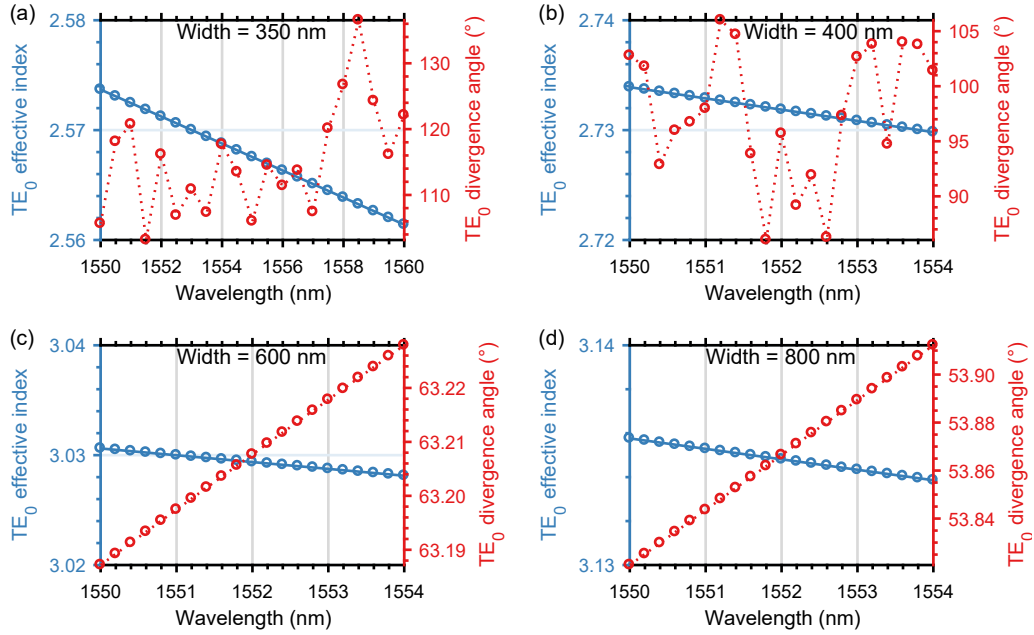 (a)
Width = 350 nm
2.58
2.57
2.56
TE0 effective index
1550
1552
1554
1556
1558
1560
Wavelength (nm)
130
120
110
TE0 divergence angle (°)
(b)
Width = 400 nm
2.74
2.73
2.72
TE0 effective index
1550
1551
1552
1553
1554
Wavelength (nm)
105
100
95
90
TE0 divergence angle (°)
(c)
Width = 600 nm
3.04
3.03
3.02
TE0 effective index
1550
1551
1552
1553
1554
Wavelength (nm)
63.22
63.21
63.20
63.19
TE0 divergence angle (°)
(d)
Width = 800 nm
3.14
3.13
TE0 effective index
1550
1551
1552
1553
1554
Wavelength (nm)
53.90
53.88
53.86
53.84
TE0 divergence angle (°)